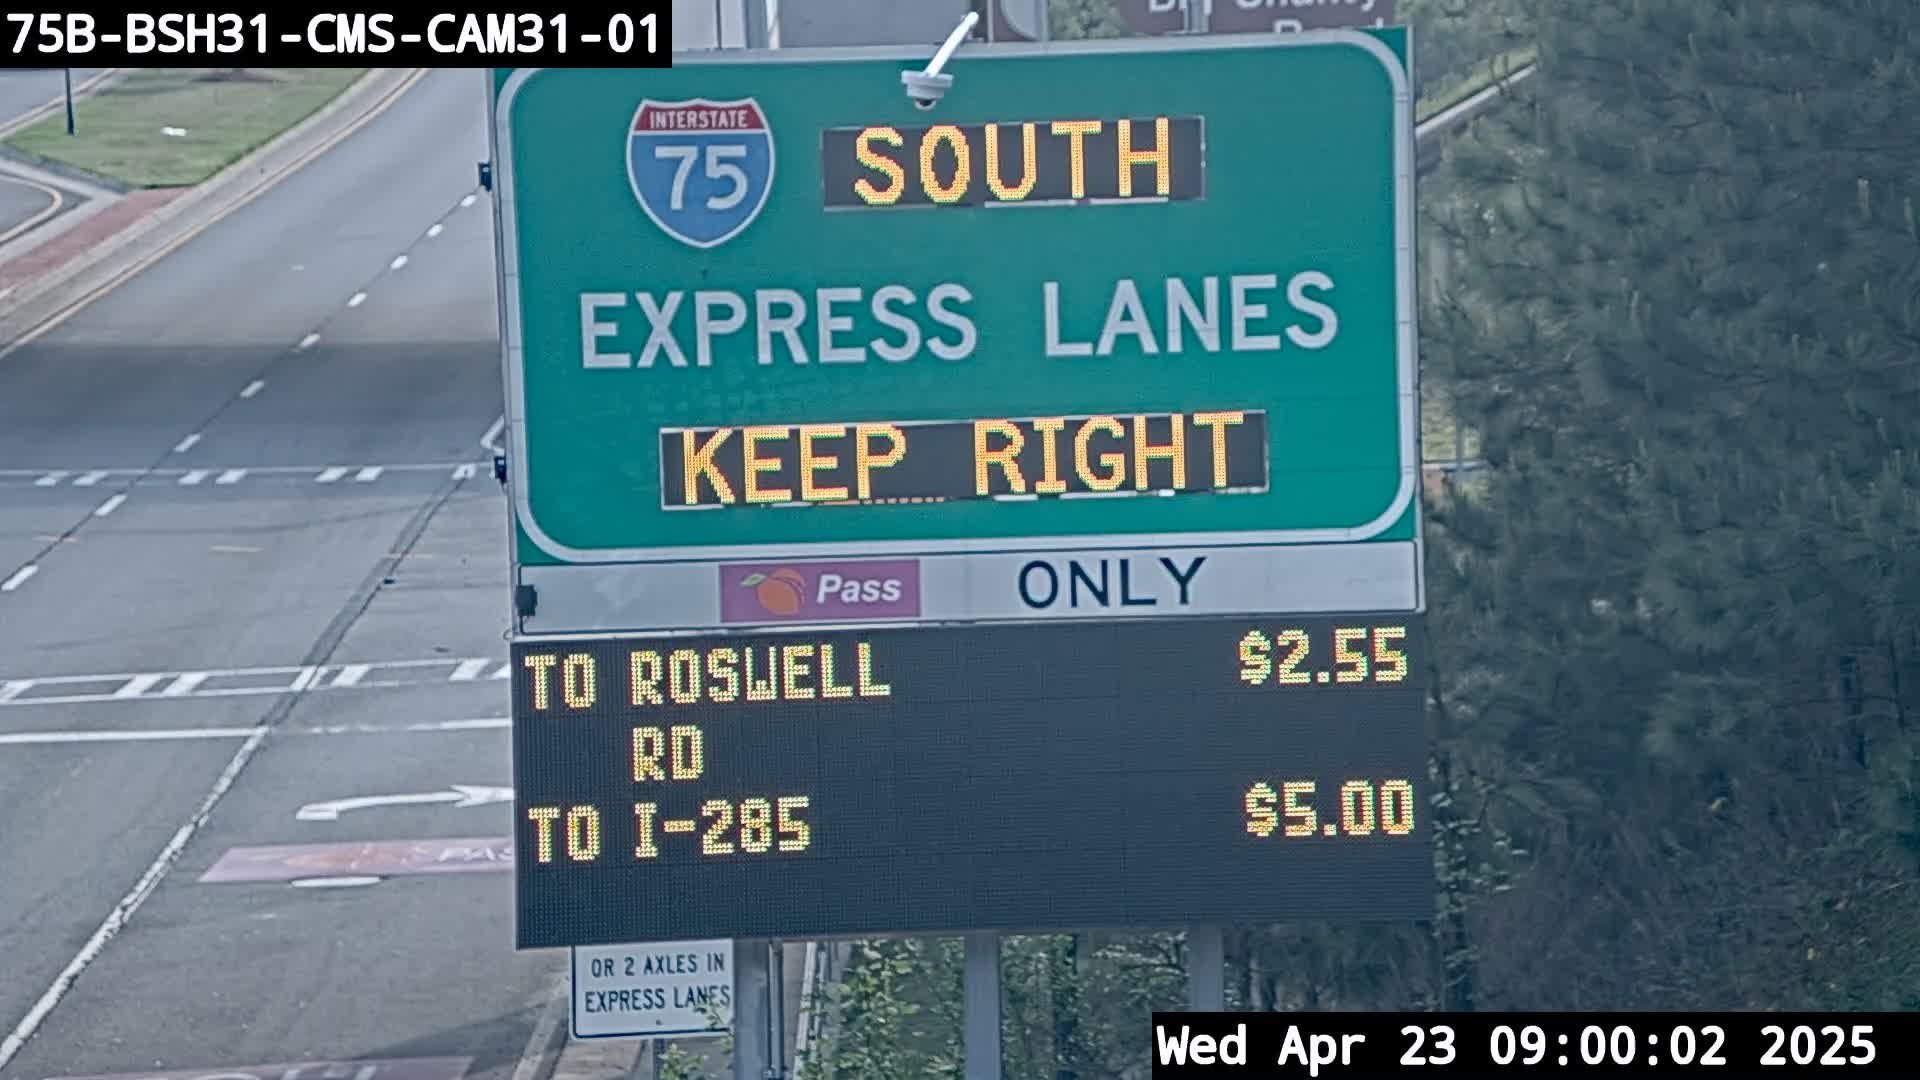 75B-BSH31-CMS-CAM31-01
INTERSTATE
75
SOUTH
EXPRESS LANES
KEEP RIGHT
Pass ONLY
TO ROSWELL $2.55
RD
TO I-285 $5.00
OR 2 AXLES IN
EXPRESS LANES
Wed Apr 23 09:00:02 2025